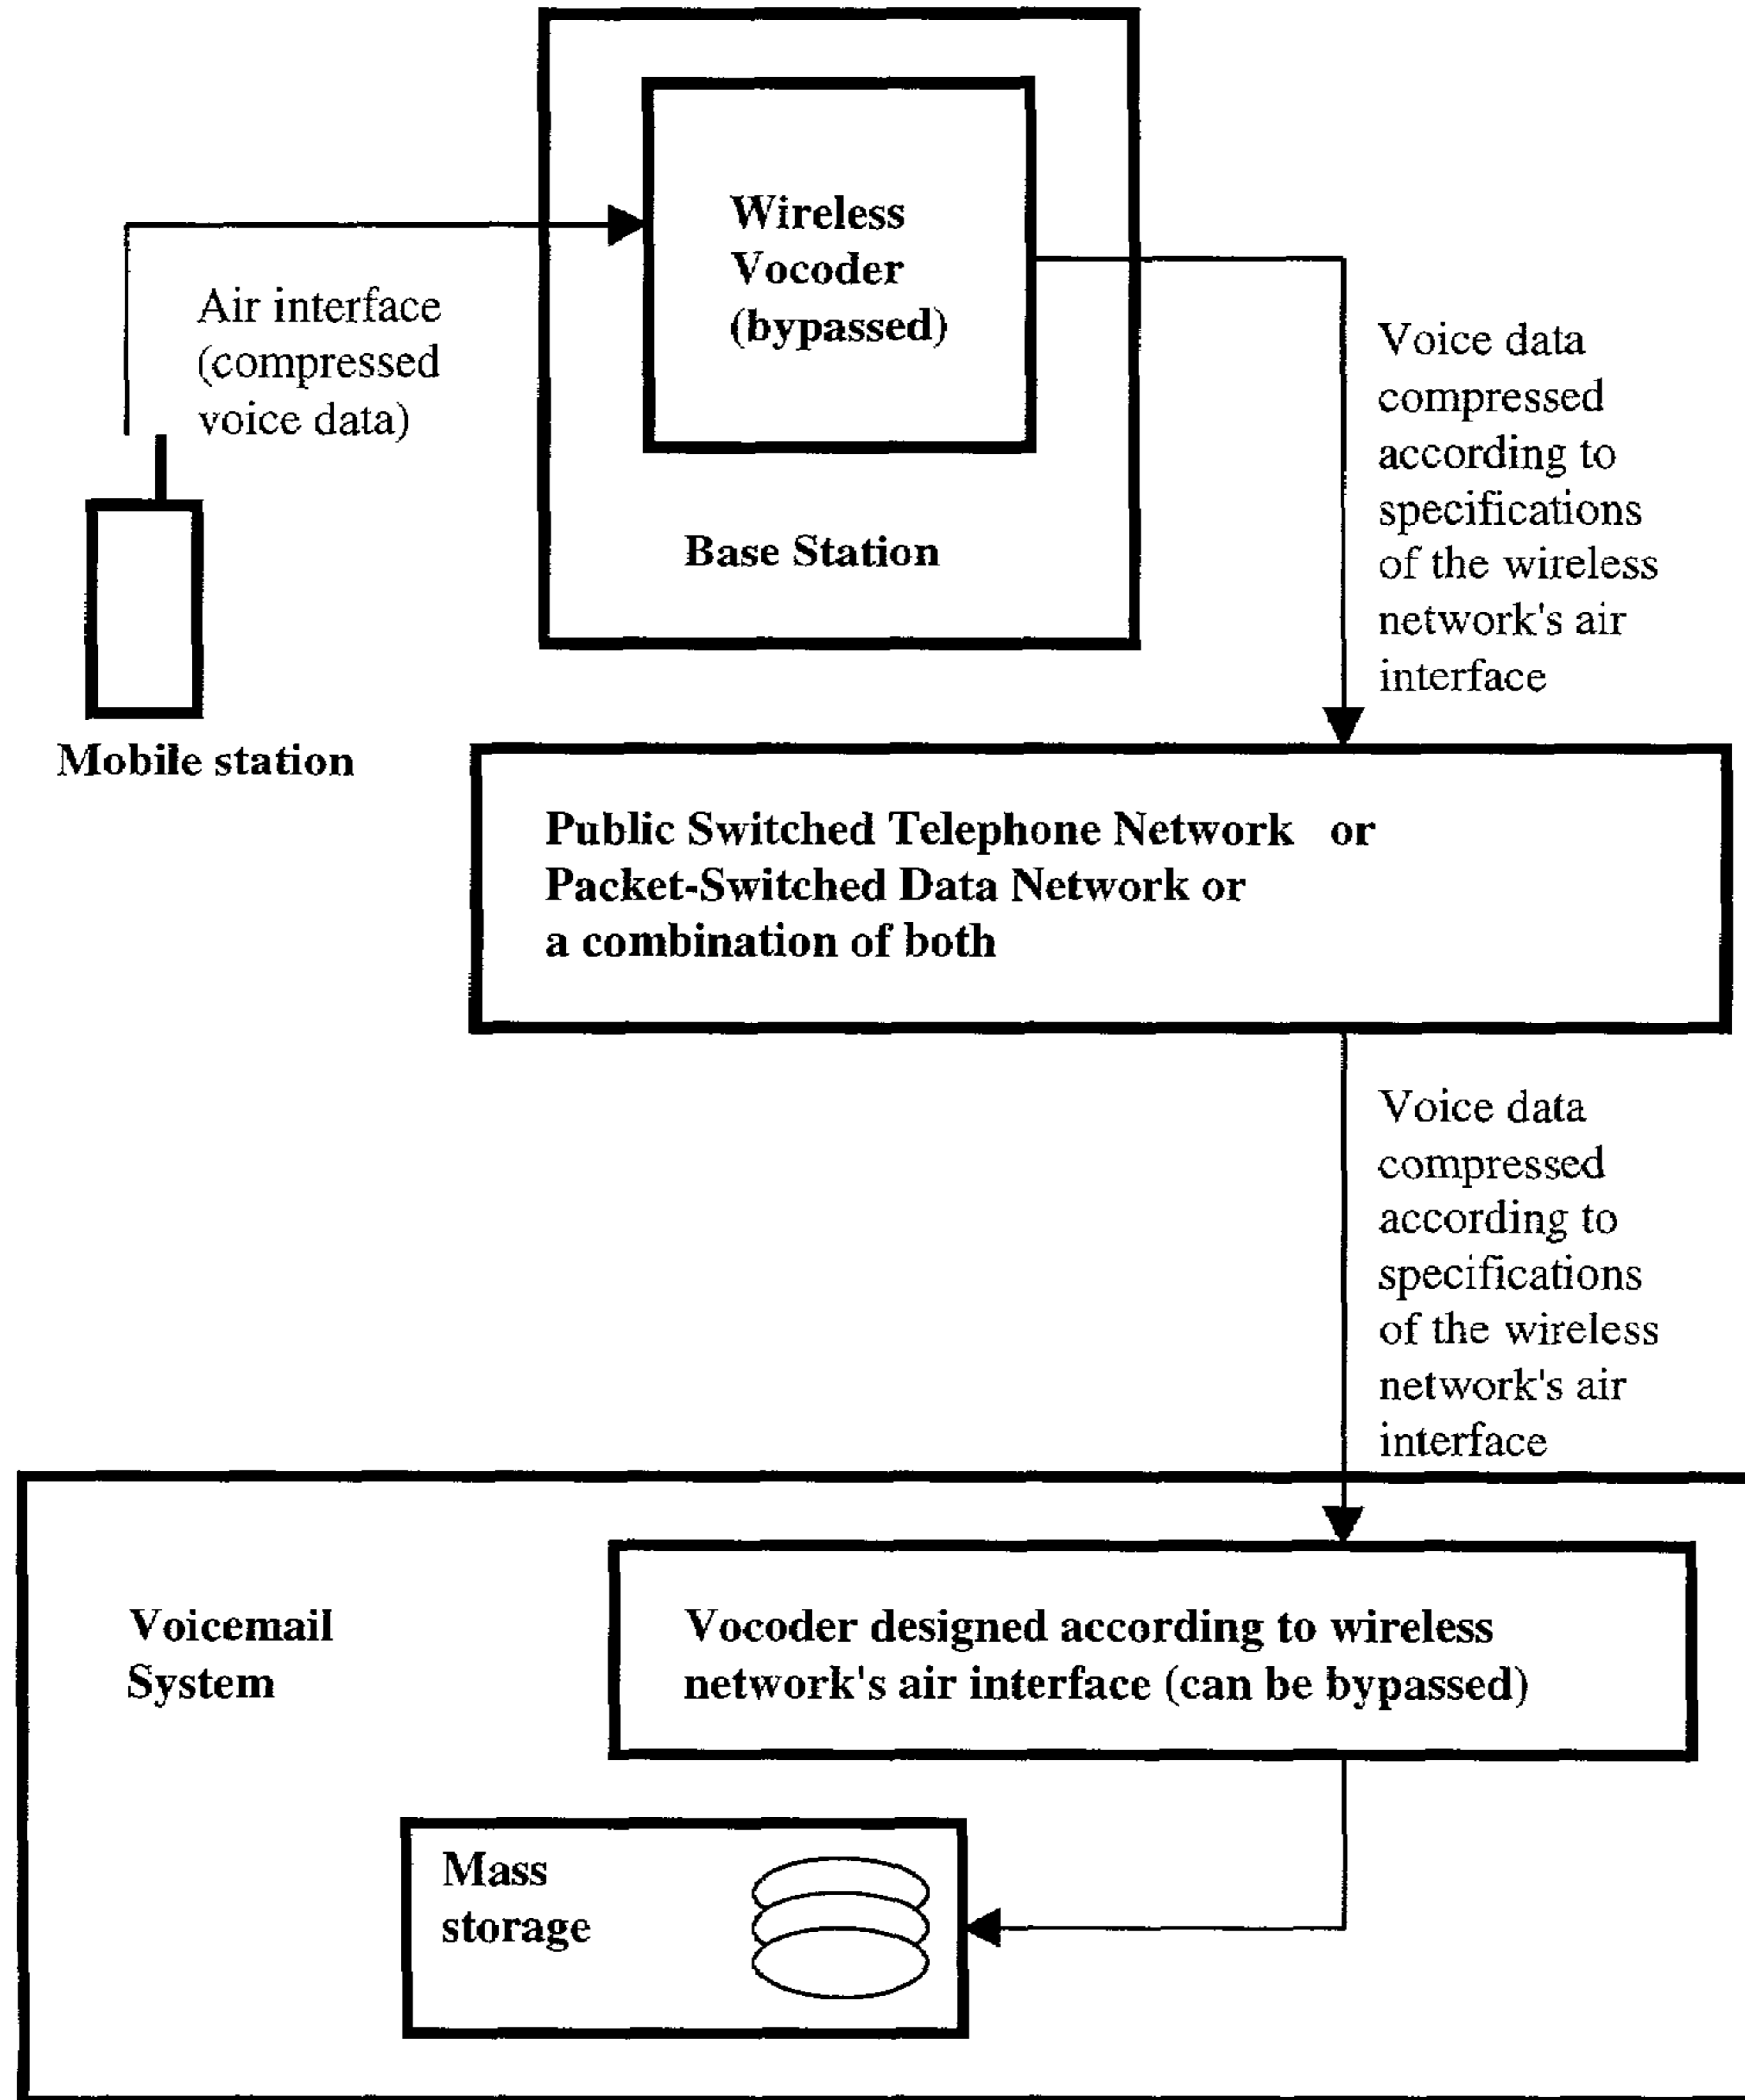 Wireless
Vocoder
(bypassed)
Air interface
(compressed
voice data)
Base Station
Voice data
compressed
according to
specifications
of the wireless
network's air
interface
Mobile station
Public Switched Telephone Network or
Packet-Switched Data Network or
a combination of both
Voice data
compressed
according to
specifications
of the wireless
network's air
interface
Voicemail
System
Vocoder designed according to wireless
network's air interface (can be bypassed)
Mass
storage